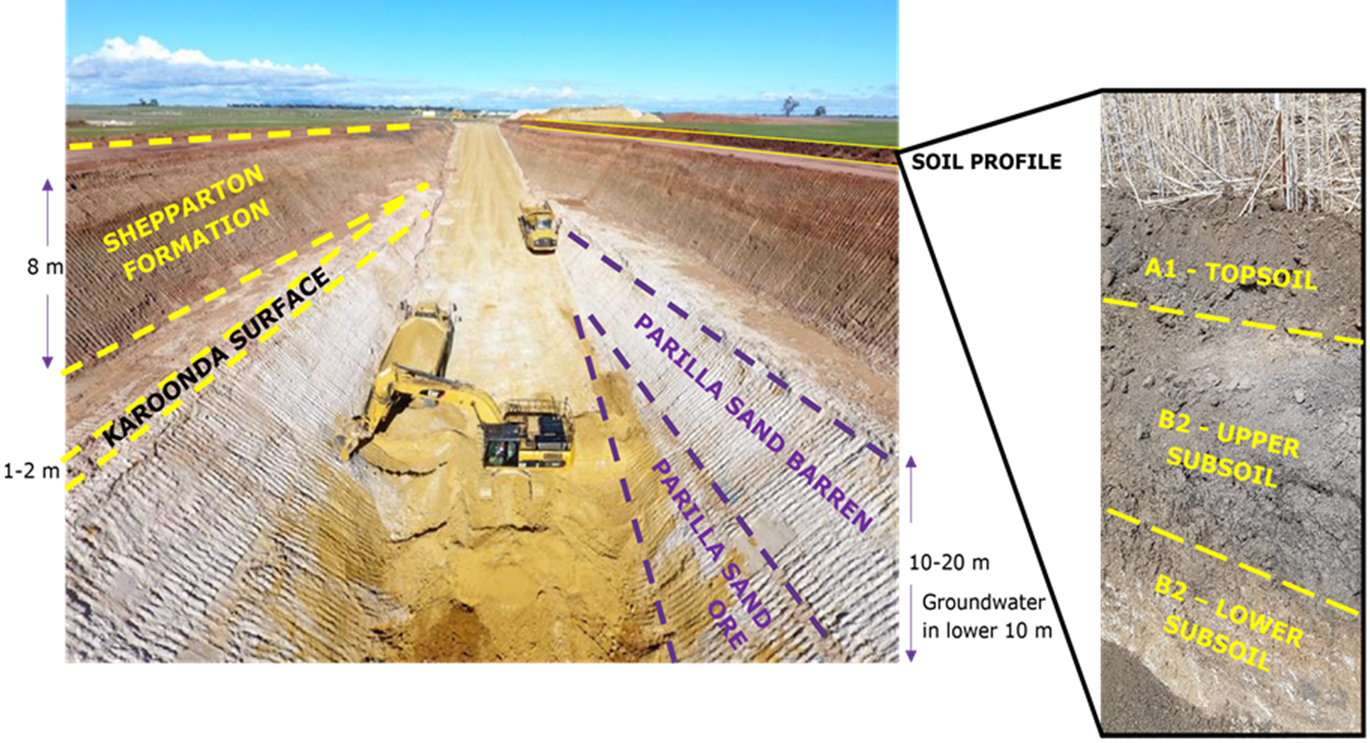 SHEPPARTON
FORMATION
8 m
KAROONDA SURFACE
1-2 m
PARILLA SAND BARREN
PARILLA SAND
ORE
10-20 m
Groundwater
in lower 10 m
SOIL PROFILE
A1 - TOPSOIL
B2 - UPPER
SUBSOIL
B2 – LOWER
SUBSOIL